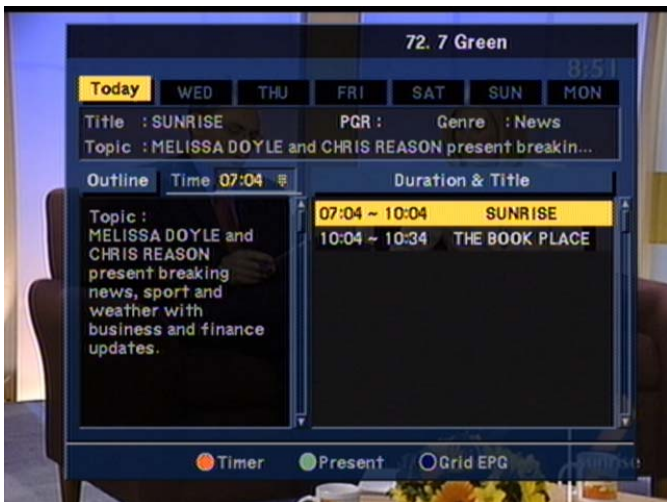 72. 7 Green
8:51
Today WED THU FRI SAT SUN MON
Title : SUNRISE PGR : Genre : News
Topic : MELISSA DOYLE and CHRIS REASON present breakin...
Outline Time 07:04 Duration & Title
Topic :
MELISSA DOYLE and
CHRIS REASON
present breaking
news, sport and
weather with
business and finance
updates.
07:04 ~ 10:04 SUNRISE
10:04 ~ 10:34 THE BOOK PLACE
Timer Present Grid EPG
sunrise